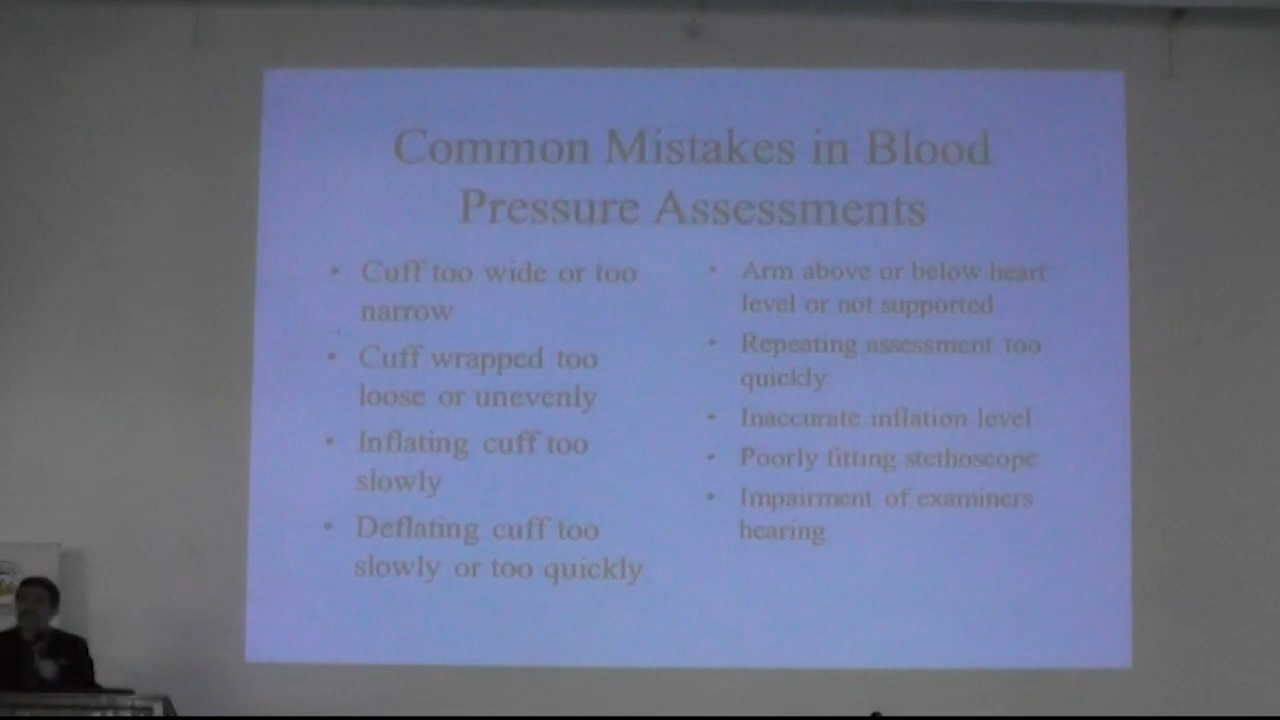 Common Mistakes in Blood
Pressure Assessments
• Cuff too wide or too
narrow
• Cuff wrapped too
loose or unevenly
• Inflating cuff too
slowly
• Deflating cuff too
slowly or too quickly
• Arm above or below heart
level or not supported
• Repeating assessment too
quickly
• Inaccurate inflation level
• Poorly fitting stethoscope
• Impairment of examiners
hearing